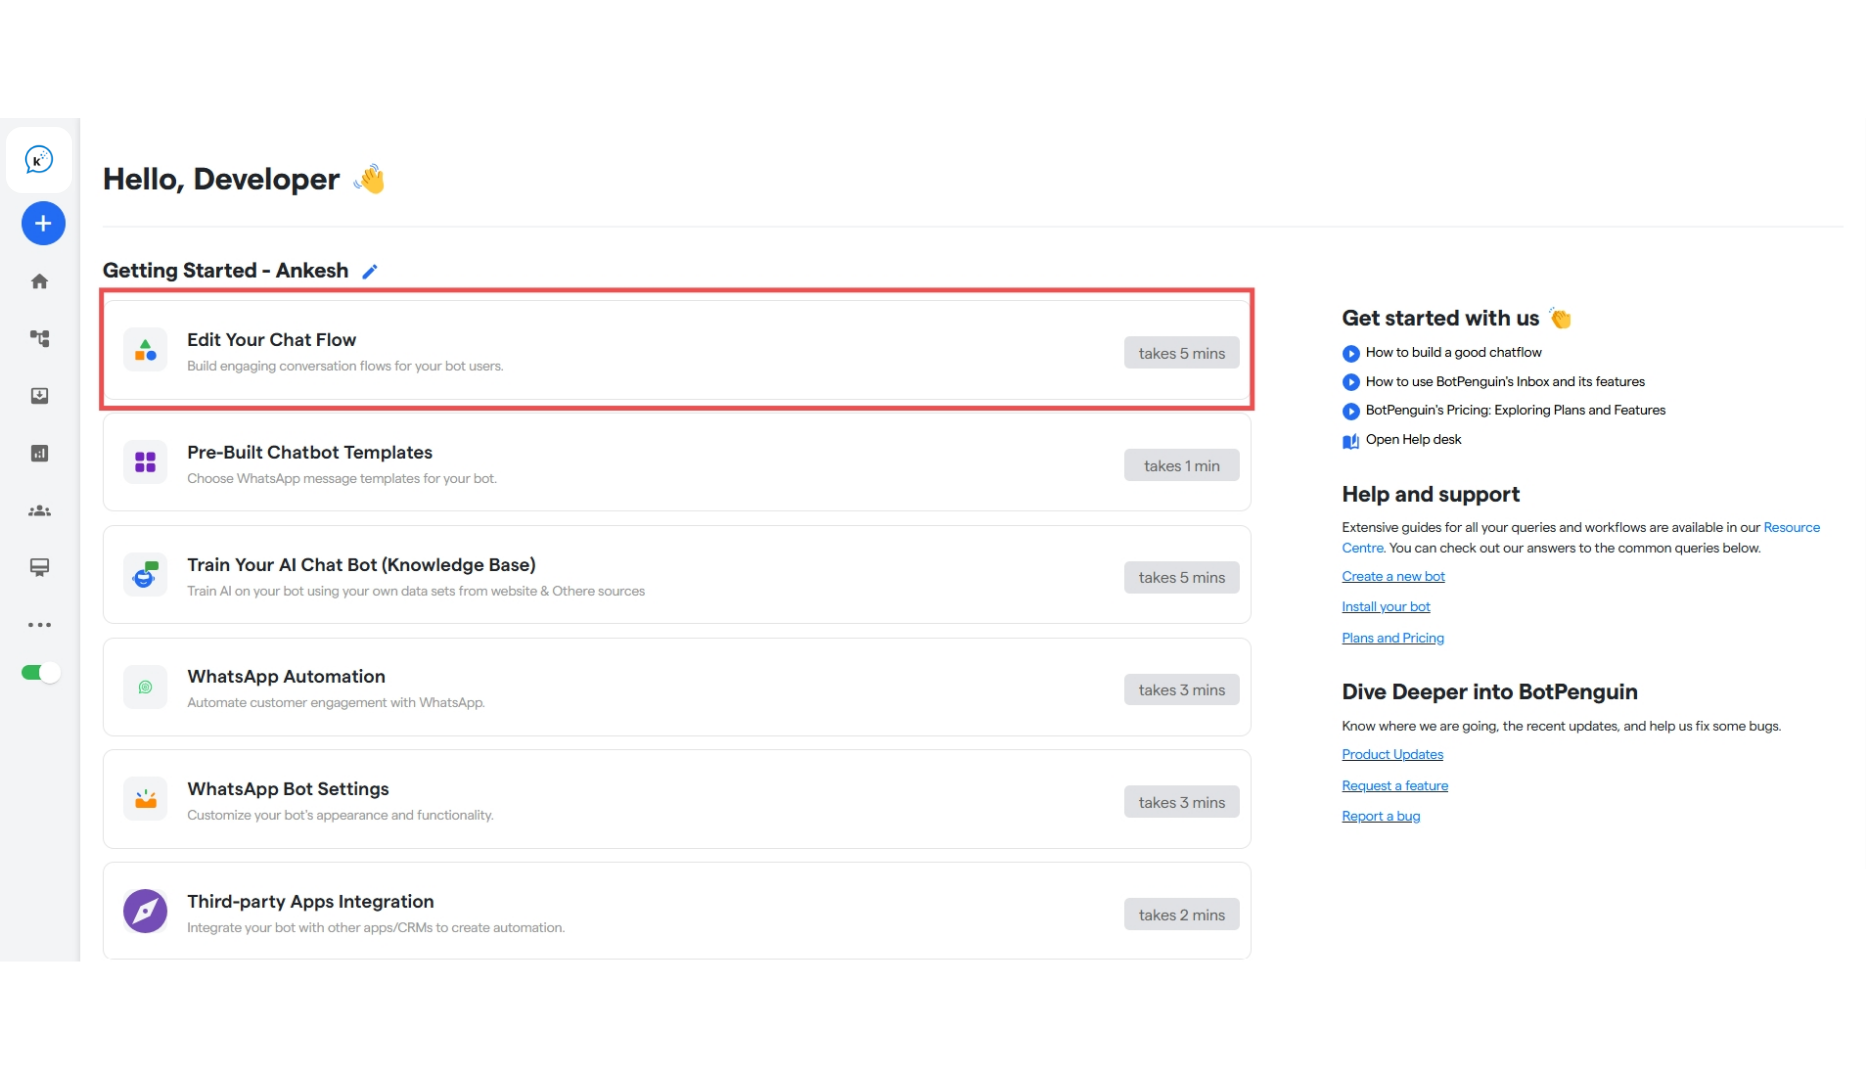 k
Hello, Developer
Getting Started - Ankesh
Edit Your Chat Flow
Build engaging conversation flows for your bot users.
takes 5 mins
Pre-Built Chatbot Templates
Choose WhatsApp message templates for your bot.
takes 1 min
Train Your AI Chat Bot (Knowledge Base)
Train AI on your bot using your own data sets from website & Othere sources
takes 5 mins
WhatsApp Automation
Automate customer engagement with WhatsApp.
takes 3 mins
WhatsApp Bot Settings
Customize your bot's appearance and functionality.
takes 3 mins
Third-party Apps Integration
Integrate your bot with other apps/CRMs to create automation.
takes 2 mins
Get started with us
How to build a good chatflow
How to use BotPenguin's Inbox and its features
BotPenguin's Pricing: Exploring Plans and Features
Open Help desk
Help and support
Extensive guides for all your queries and workflows are available in our Resource
Centre. You can check out our answers to the common queries below.
Create a new bot
Install your bot
Plans and Pricing
Dive Deeper into BotPenguin
Know where we are going, the recent updates, and help us fix some bugs.
Product Updates
Request a feature
Report a bug